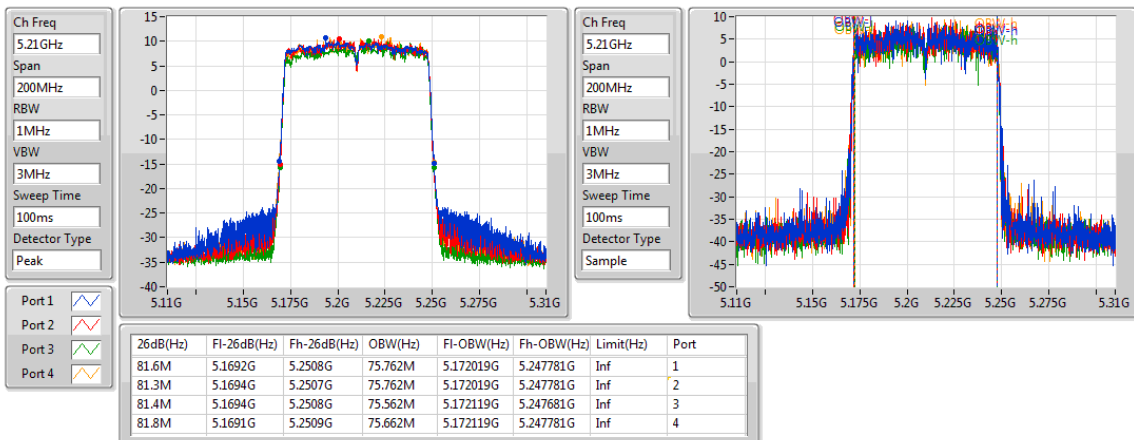 Ch Freq
5.21GHz
Span
200MHz
RBW
1MHz
VBW
3MHz
Sweep Time
100ms
Detector Type
Peak
15
10
5
0
-5
-10
-15
-20
-25
-30
-35
-40
5.11G 5.15G 5.175G 5.2G 5.225G 5.25G 5.275G 5.31G
Ch Freq
5.21GHz
Span
200MHz
RBW
1MHz
VBW
3MHz
Sweep Time
100ms
Detector Type
Sample
10
5
0
-5
-10
-15
-20
-25
-30
-35
-40
-45
-50
OBW-h
5.11G 5.15G 5.175G 5.2G 5.225G 5.25G 5.275G 5.31G
Port 1
Port 2
Port 3
Port 4
26dB(Hz) Fl-26dB(Hz) Fh-26dB(Hz) OBW(Hz) Fl-OBW(Hz) Fh-OBW(Hz) Limit(Hz) Port
81.6M 5.1692G 5.2508G 75.762M 5.172019G 5.247781G Inf 1
81.3M 5.1694G 5.2507G 75.762M 5.172019G 5.247781G Inf 2
81.4M 5.1694G 5.2508G 75.562M 5.172119G 5.247681G Inf 3
81.8M 5.1691G 5.2509G 75.662M 5.172119G 5.247781G Inf 4